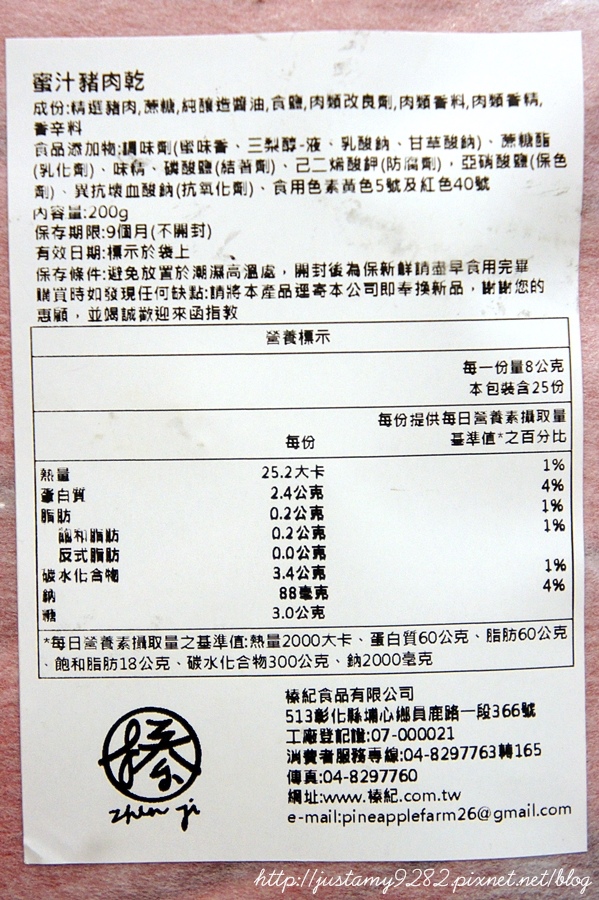 蜜汁豬肉乾
成份:精選豬肉,蔗糖,純釀造醬油,食鹽,肉類改良劑,肉類香料,肉類香精,
香辛料
食品添加物:調味劑(蜜味香、三梨醇-液、乳酸鈉、甘草酸鈉)、蔗糖酯
(乳化劑)、味精、磷酸鹽(結著劑)、己二烯酸鉀(防腐劑)，亞硝酸鹽(保色
劑)、異抗壞血酸鈉(抗氧化劑)、食用色素黃色5號及紅色40號
內容量:200g
保存期限:9個月(不開封)
有效日期:標示於袋上
保存條件:避免放置於潮濕高溫處，開封後為保新鮮請盡早食用完畢
購買時如發現任何缺點:請將本產品逕寄本公司即奉換新品，謝謝您的
惠顧，並竭誠歡迎來函指教
營養標示
每一份量8公克
本包裝含25份
每份提供每日營養素攝取量
每份 基準值*之百分比
熱量 25.2大卡 1%
蛋白質 2.4公克 4%
脂肪 0.2公克 1%
飽和脂肪 0.2公克 1%
反式脂肪 0.0公克
碳水化合物 3.4公克 1%
鈉 88毫克 4%
糖 3.0公克
*每日營養素攝取量之基準值:熱量2000大卡、蛋白質60公克、脂肪60公克
、飽和脂肪18公克、碳水化合物300公克、鈉2000毫克
榛紀食品有限公司
513彰化縣埔心鄉員鹿路一段366號
工廠登記證:07-000021
消費者服務專線:04-8297763轉165
傳真:04-8297760
網址:www.榛紀.com.tw
e-mail:pineapplefarm26@gmail.com
榛
zhen ji
http://justamy9282.pixnet.net/blog